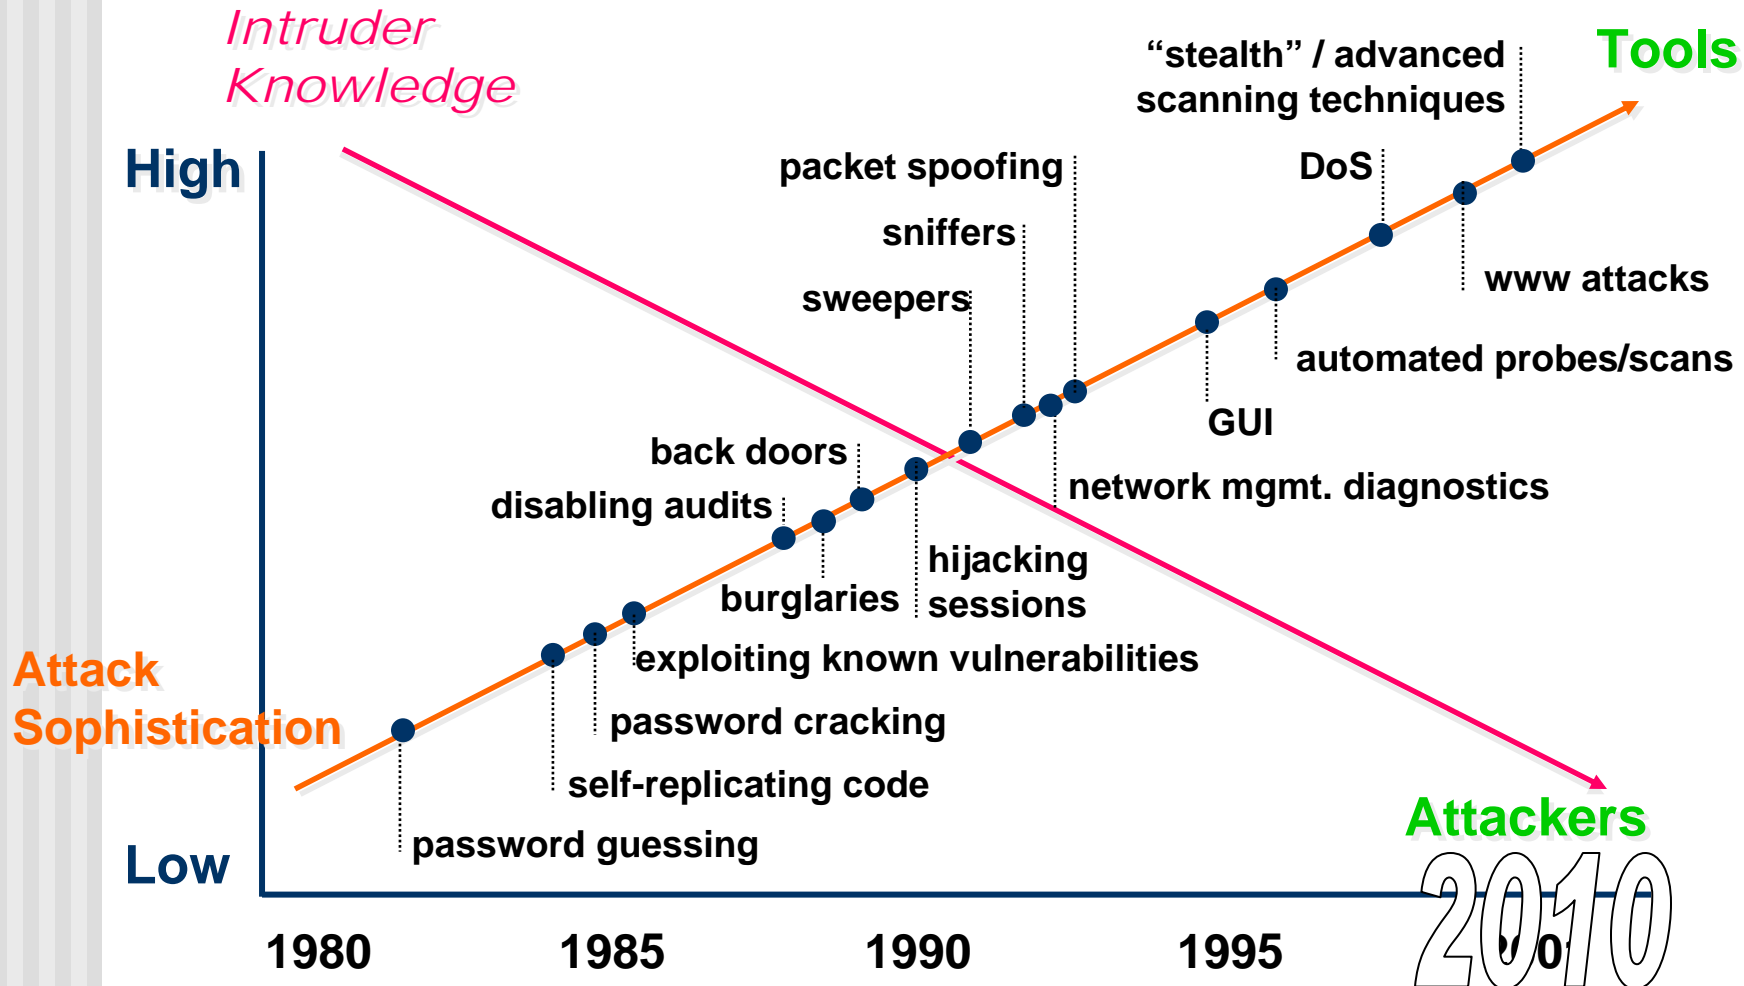 Intruder
Knowledge
“stealth” / advanced
scanning techniques
Tools
High
packet spoofing
DoS
sniffers
sweepers
www attacks
automated probes/scans
GUI
back doors
network mgmt. diagnostics
disabling audits
hijacking
sessions
burglaries
exploiting known vulnerabilities
Attack
Sophistication
password cracking
self-replicating code
Attackers
password guessing
Low
2010
1980
1985
1990
1995